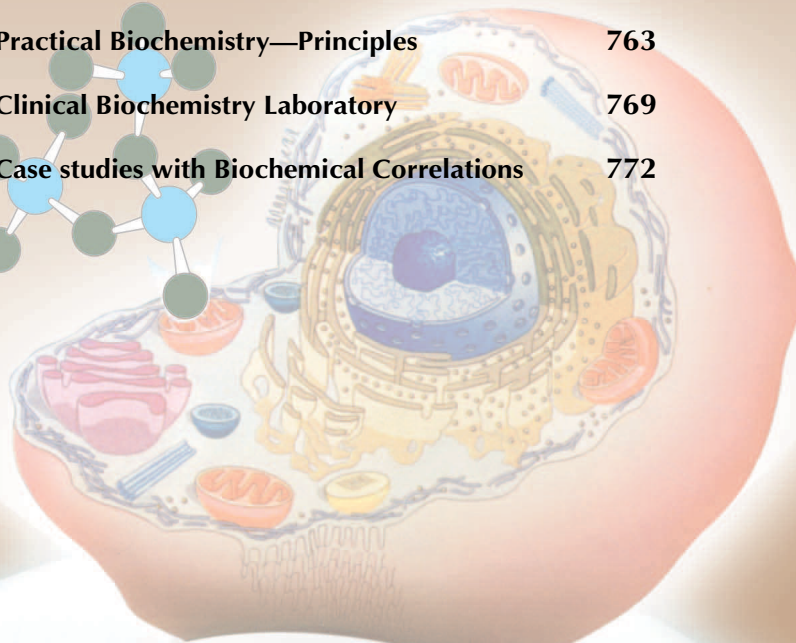 Practical Biochemistry—Principles 763
Clinical Biochemistry Laboratory 769
Case studies with Biochemical Correlations 772